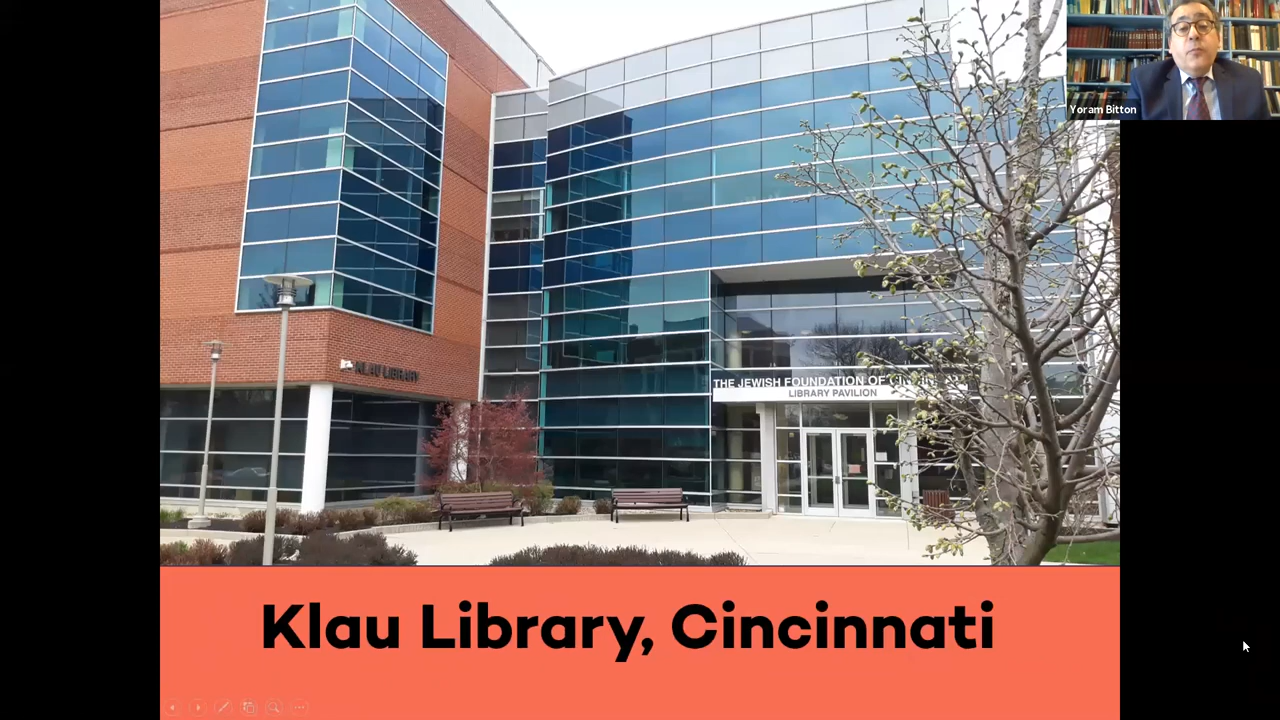 Yoram Bitton
KLAU LIBRARY
THE JEWISH FOUNDATION OF
LIBRARY PAVILION
Klau Library, Cincinnati